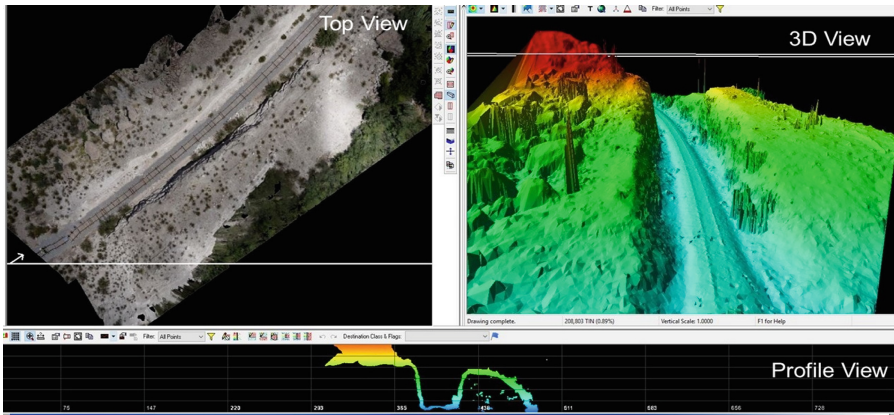 Top View
Filter: All Points
3D View
Drawing complete.
208,803 TIN (0.89%)
Vertical Scale: 1.0000
F1 for Help
Filter: All Points
Destination Class & Flags:
Profile View
75
147
220
293
511
583
656
728